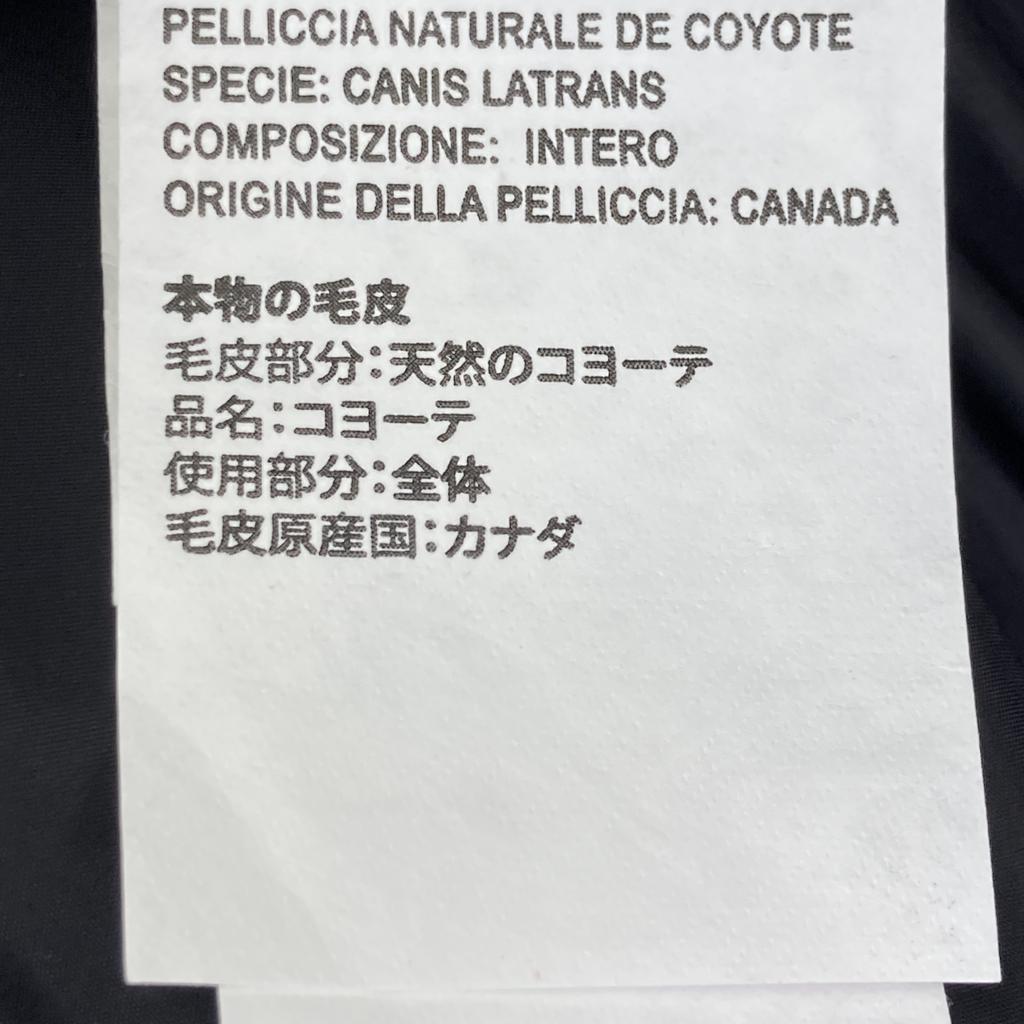 PELLICCIA NATURALE DE COYOTE
SPECIE: CANIS LATRANS
COMPOSIZIONE: INTERO
ORIGINE DELLA PELLICCIA: CANADA
本物の毛皮
毛皮部分：天然のコヨーテ
品名：コヨーテ
使用部分：全体
毛皮原産国：カナダ